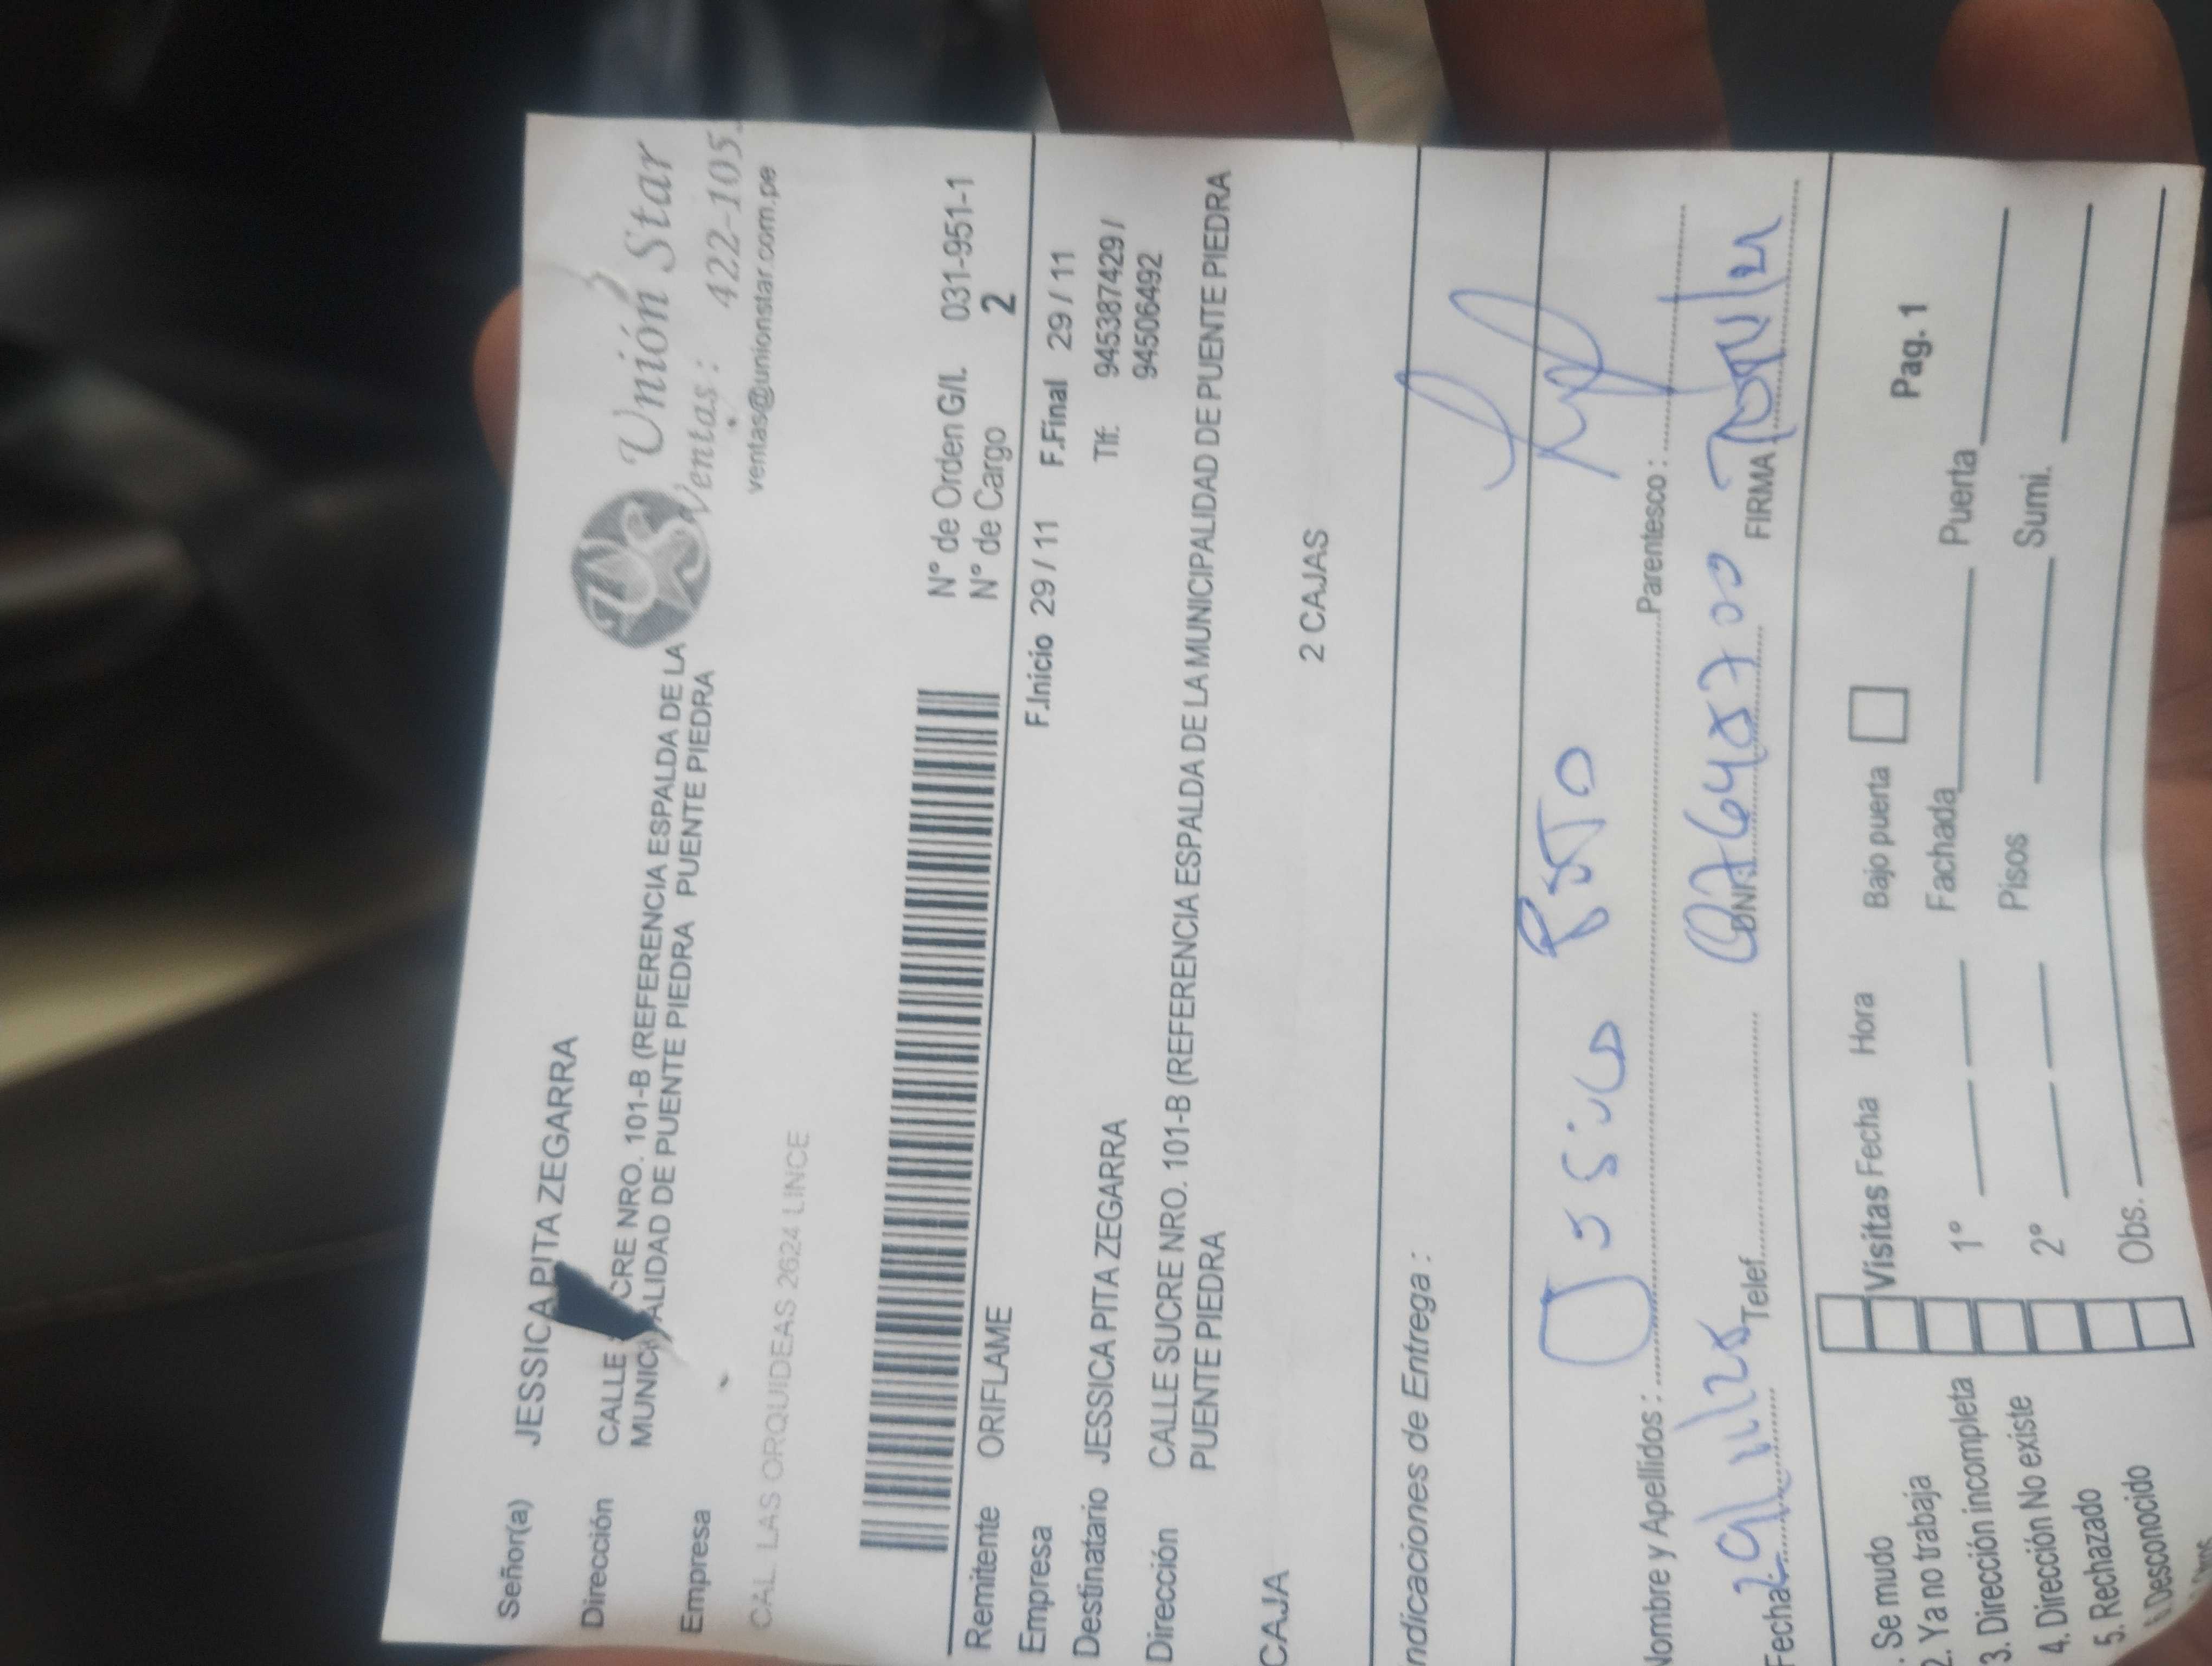 Señor(a) JESSICA PITA ZEGARRA
Dirección CALLE CRE NRO. 101-B (REFERENCIA ESPALDA DE LA
MUNICI ALIDAD DE PUENTE PIEDRA PUENTE PIEDRA
Empresa
CAL. LAS ORQUIDEAS 2624 LINCE
Unión Star
Ventas: 422-105
ventas@unionstar.com.pe
N° de Orden G/L 031-951-1
N° de Cargo 2
Remitente ORIFLAME
Empresa
F.Inicio 29 / 11 F.Final 29 / 11
Destinatario JESSICA PITA ZEGARRA
Tlf: 945387429 /
94506492
Dirección CALLE SUCRE NRO. 101-B (REFERENCIA ESPALDA DE LA MUNICIPALIDAD DE PUENTE PIEDRA
PUENTE PIEDRA
CAJA 2 CAJAS
ndicaciones de Entrega :
Nombre y Apellidos : Parentesco :
Fecha Telef. FIRMA
. Se mudo
2. Ya no trabaja
3. Dirección incompleta
4. Dirección No existe
5. Rechazado
Desconocido
Visitas Fecha Hora Bajo puerta Pag. 1
1° Fachada Puerta
2° Pisos Sumi.
Obs.